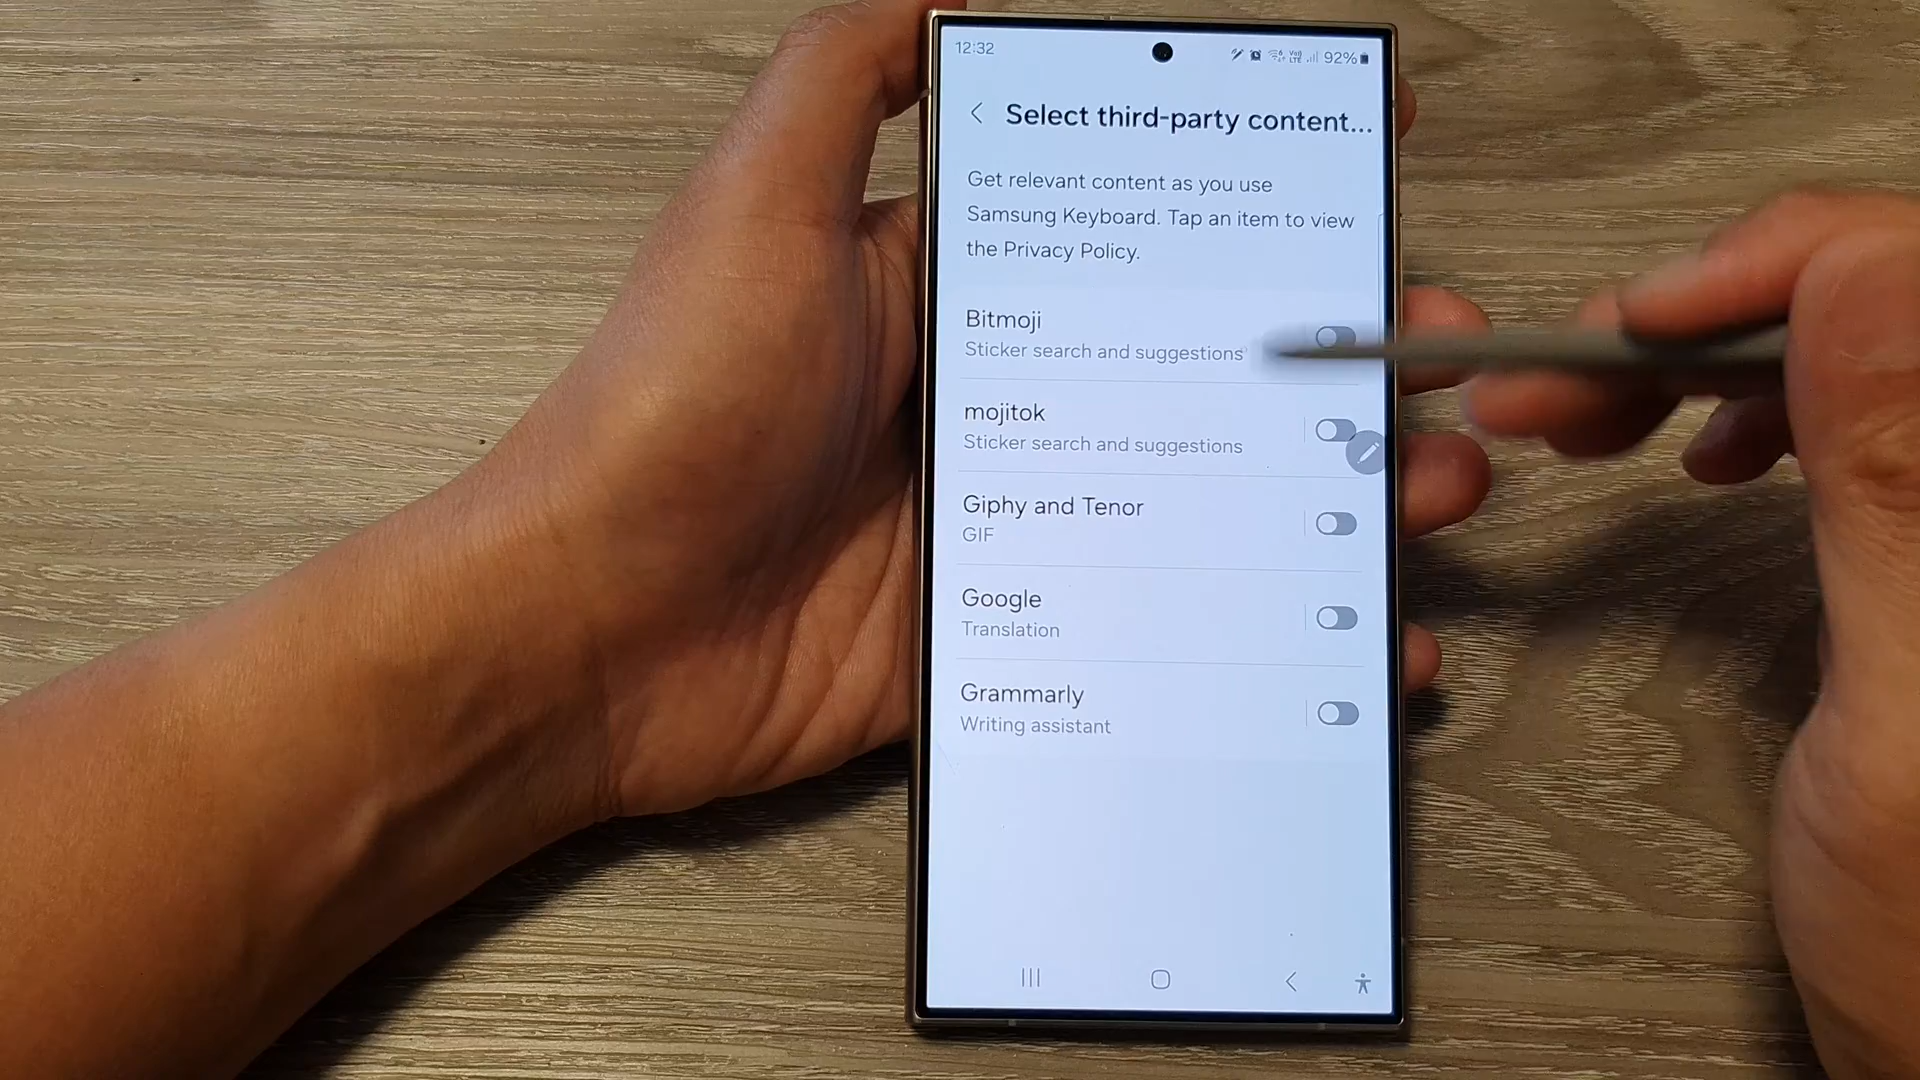 12:32
Vo))
LTE
92%
Select third-party content...
Get relevant content as you use
Samsung Keyboard. Tap an item to view
the Privacy Policy.
Bitmoji
Sticker search and suggestions
mojitok
Sticker search and suggestions
Giphy and Tenor
GIF
Google
Translation
Grammarly
Writing assistant